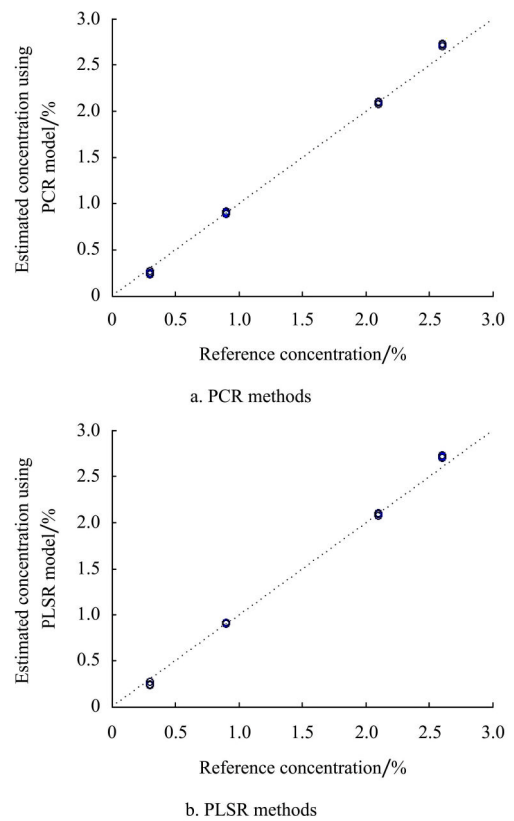 3.0
2.5
2.0
1.5
1.0
0.5
0
Estimated concentration using
PCR model/%
0 0.5 1.0 1.5 2.0 2.5 3.0
Reference concentration/%
a. PCR methods
3.0
2.5
2.0
1.5
1.0
0.5
0
Estimated concentration using
PLSR model/%
0 0.5 1.0 1.5 2.0 2.5 3.0
Reference concentration/%
b. PLSR methods